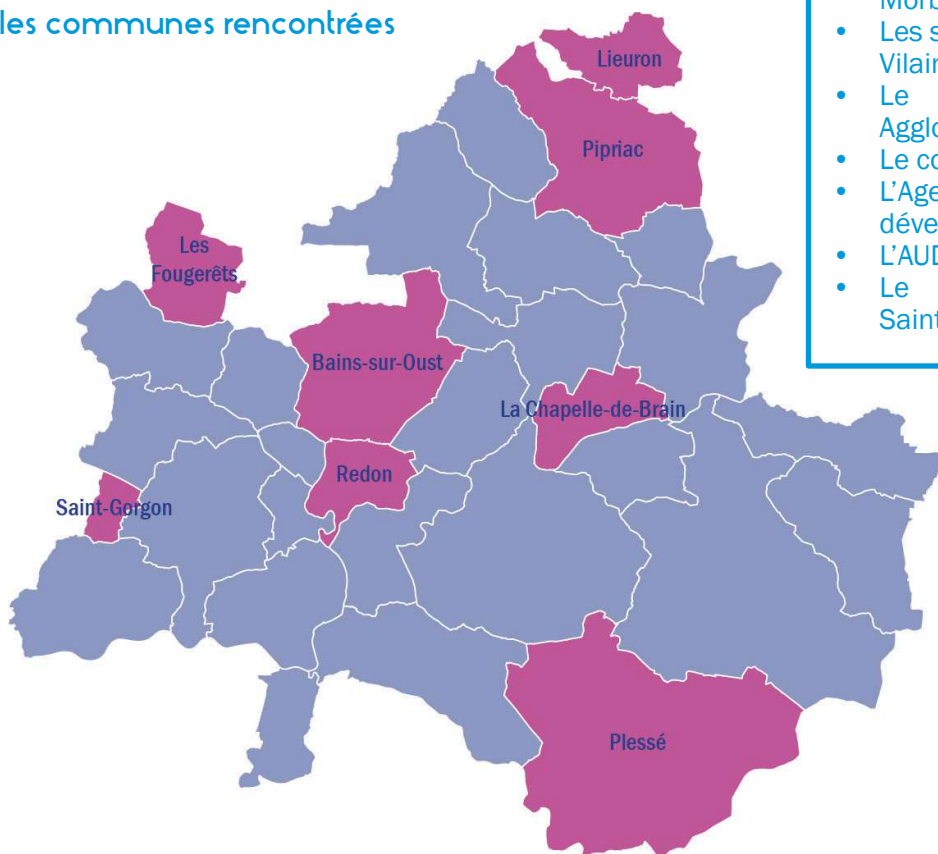 les communes rencontrées
Les s
Vilain
Le
Agglo
Le co
L'Age
déve
L'AUD
Le
Saint
Lieuron
Pipriac
Les
Fougerêts
Bains-sur-Oust
La Chapelle-de-Brain
Redon
Saint-Gorgon
Plessé